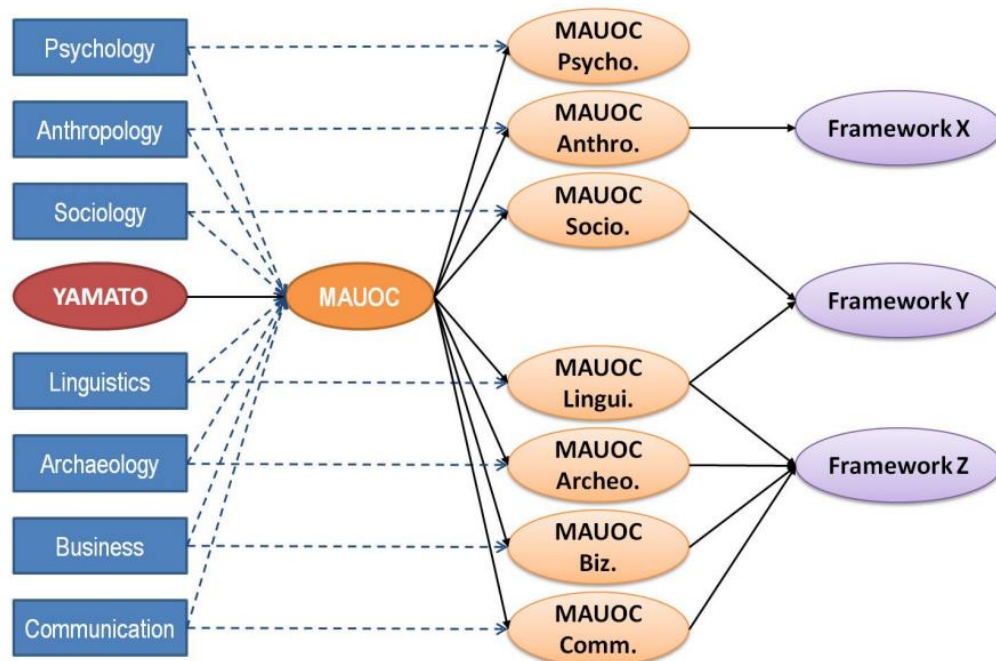 Psychology
MAUOC
Psycho.
Anthropology
MAUOC
Anthro.
Framework X
Sociology
MAUOC
Socio.
YAMATO
MAUOC
Framework Y
Linguistics
MAUOC
Lingui.
Archaeology
MAUOC
Archeo.
Framework Z
Business
MAUOC
Biz.
Communication
MAUOC
Comm.